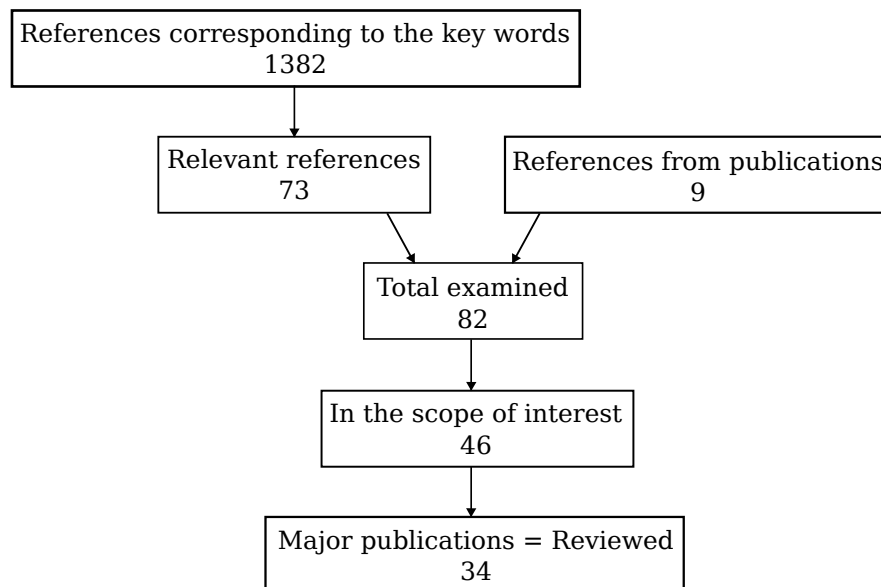 References corresponding to the key words
1382
Relevant references
73
References from publications
9
Total examined
82
In the scope of interest
46
Major publications = Reviewed
34